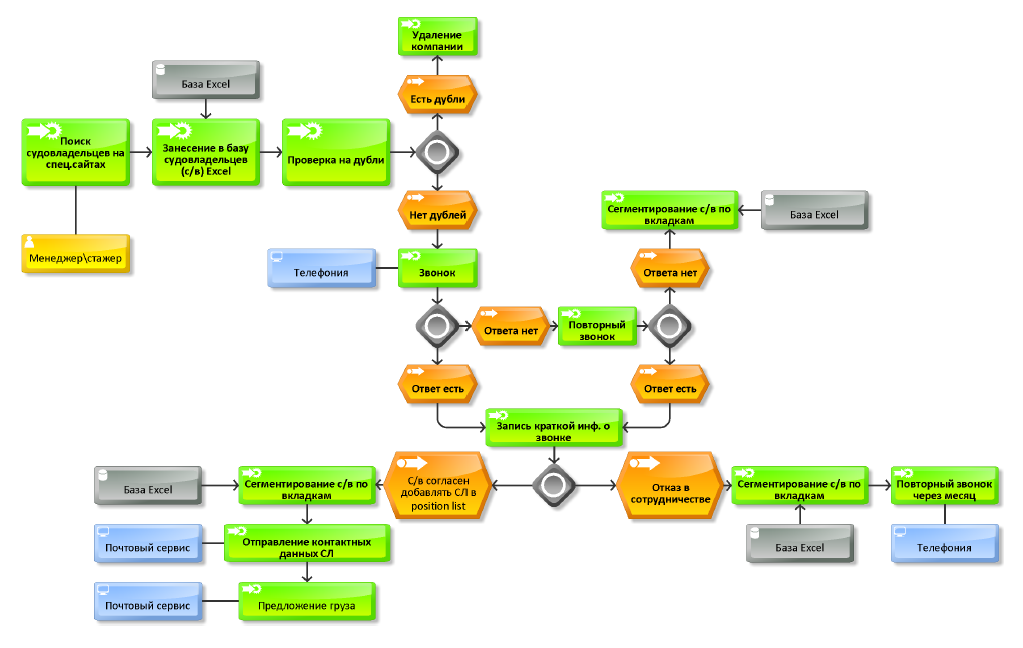 Удаление
компании
База Excel
Есть дубли
Поиск
судовладельцев на
спец.сайтах
Занесение в базу
судовладельцев
(с/в) Excel
Проверка на дубли
Нет дублей
Сегментирование с/в по
вкладкам
База Excel
Менеджер\стажер
Телефония
Звонок
Ответа нет
Ответа нет
Повторный
звонок
Ответ есть
Ответ есть
Запись краткой инф. о
звонке
База Excel
Сегментирование с/в по
вкладкам
С/в согласен
добавлять СЛ в
position list
Отказ в
сотрудничестве
Сегментирование с/в по
вкладкам
Повторный звонок
через месяц
Почтовый сервис
Отправление контактных
данных СЛ
База Excel
Телефония
Почтовый сервис
Предложение груза